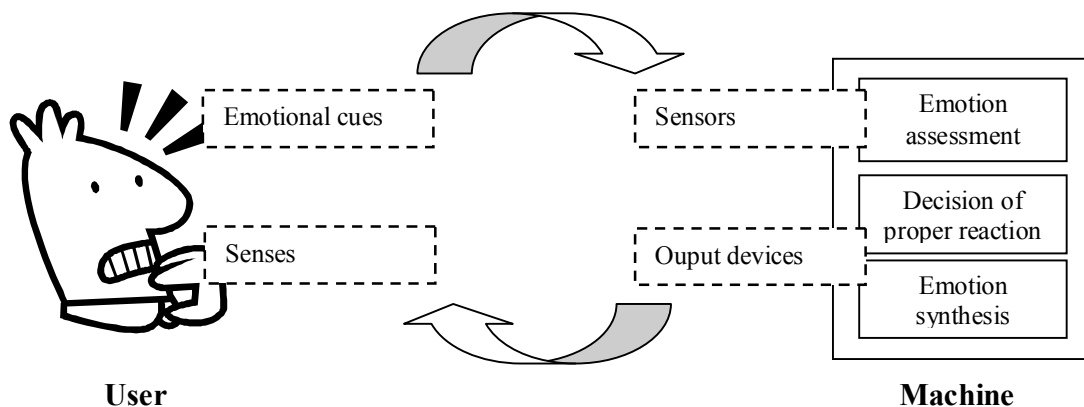 Emotional cues
Sensors
Emotion
assessment
Decision of
proper reaction
Senses
Ouput devices
Emotion
synthesis
User
Machine